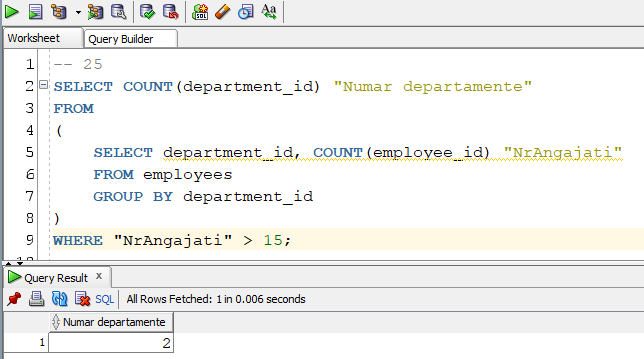 SQL
Aa
Worksheet
Query Builder
1 -- 25
2 SELECT COUNT(department_id) "Numar departamente"
3 FROM
4 (
5 SELECT department_id, COUNT(employee_id) "NrAngajati"
6 FROM employees
7 GROUP BY department_id
8 )
9 WHERE "NrAngajati" > 15;
Query Result x
SQL | All Rows Fetched: 1 in 0.006 seconds
Numar departamente
1 2